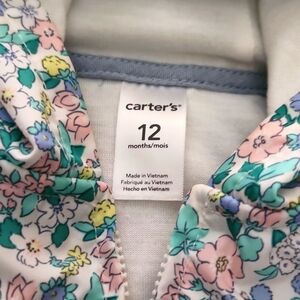 carter's®
12
months/mois
Made in Vietnam
Fabriqué au Vietnam
Hecho en Vietnam